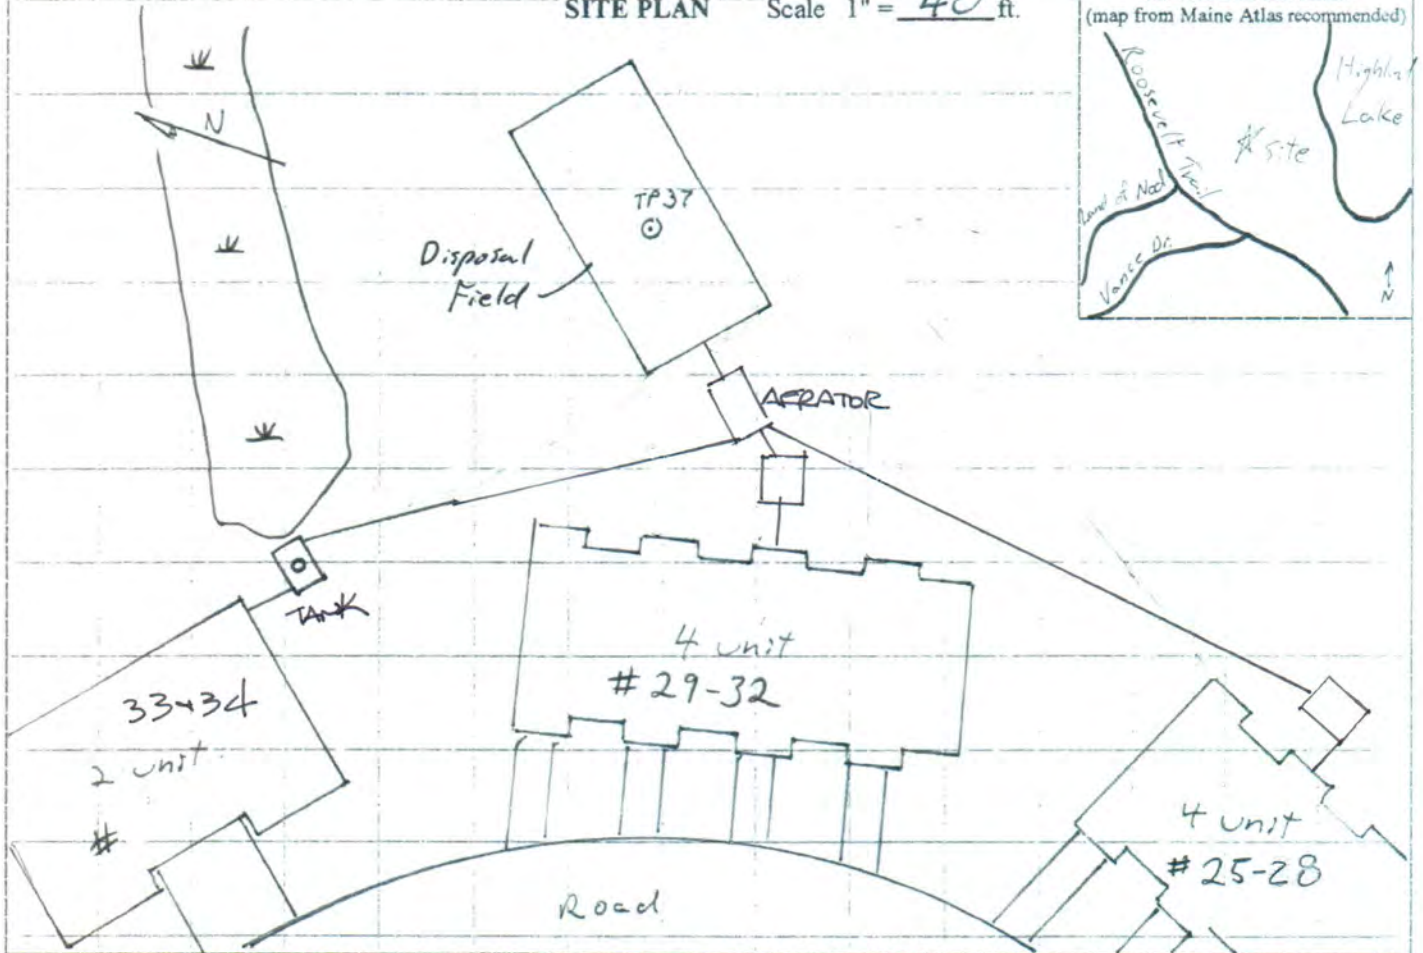 SITE PLAN Scale 1" = 40 ft.
(map from Maine Atlas recommended)
Roosevelt Trail
Highland
Lake
site
Land of Nod
Vance Dr.
N
N
TP 37
Disposal
Field
AERATOR
TANK
33+34
2 unit
#
4 unit
# 29-32
4 unit
# 25-28
Road